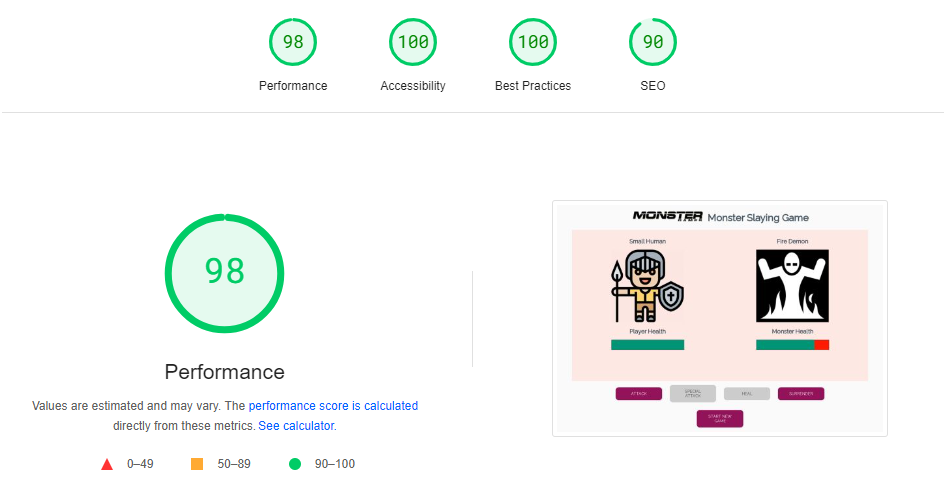 98
100
100
90
Performance
Accessibility
Best Practices
SEO
98
Performance
Values are estimated and may vary. The performance score is calculated
directly from these metrics. See calculator.
0–49
50–89
90–100
MONSTER
Monster Slaying Game
Small Human
Fire Demon
Player Health
Monster Health
ATTACK
SPECIAL
ATTACK
HEAL
SURRENDER
START NEW
GAME